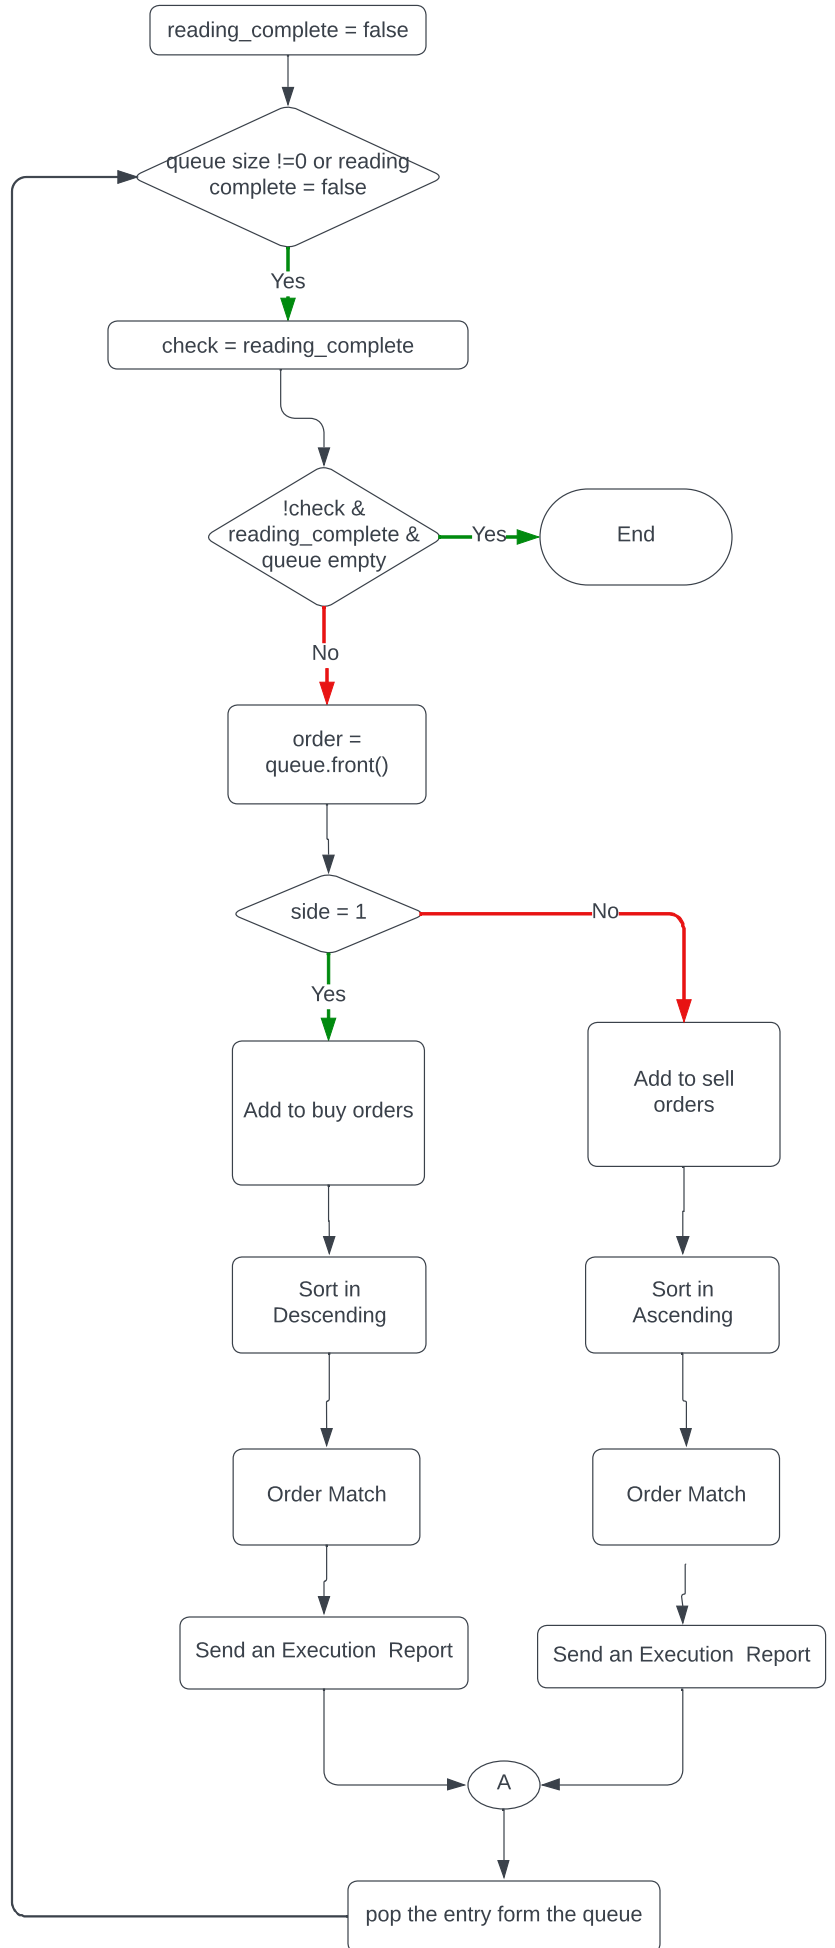 reading_complete = false
queue size !=0 or reading
complete = false
Yes
check = reading_complete
!check &
reading_complete &
queue empty
Yes
End
No
order =
queue.front()
side = 1
No
Yes
Add to buy orders
Add to sell
orders
Sort in
Descending
Sort in
Ascending
Order Match
Order Match
Send an Execution  Report
Send an Execution  Report
A
pop the entry form the queue